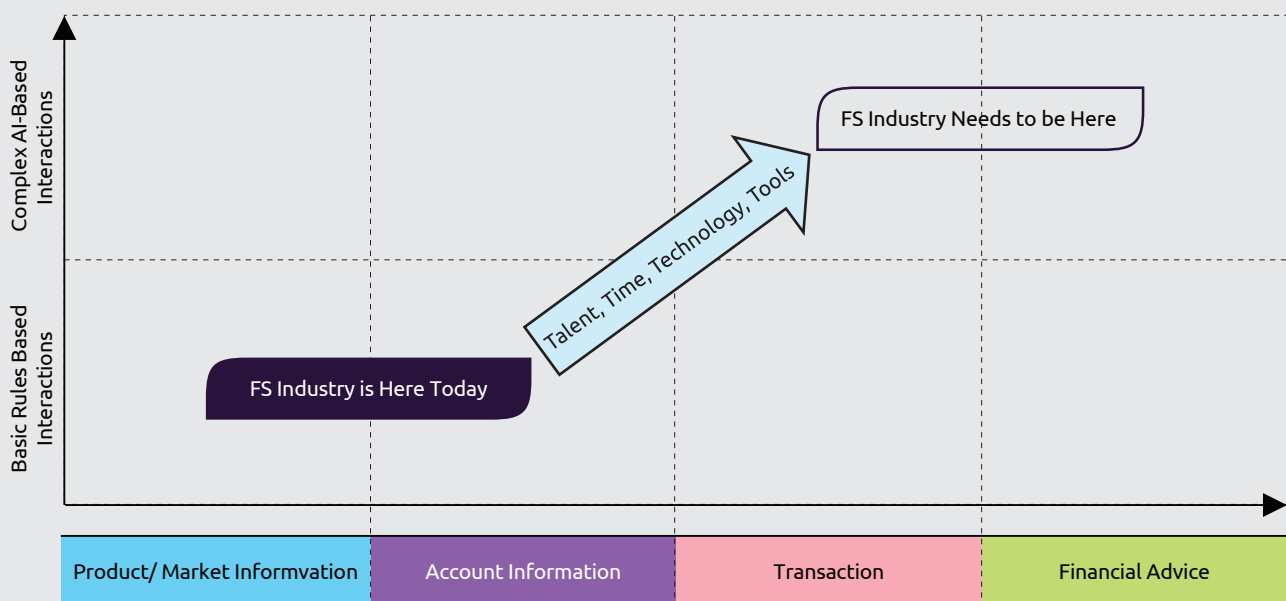 Complex AI-Based
Interactions
FS Industry Needs to be Here
Talent, Time, Technology, Tools
Basic Rules Based
Interactions
FS Industry is Here Today
Product/ Market Informvation
Account Information
Transaction
Financial Advice